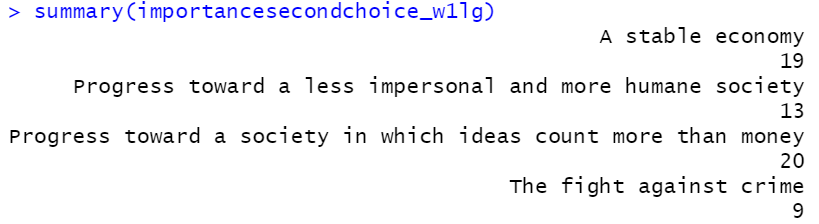 > summary(importancesecondchoice_w1lg)
A stable economy
19
Progress toward a less impersonal and more humane society
13
Progress toward a society in which ideas count more than money
20
The fight against crime
9